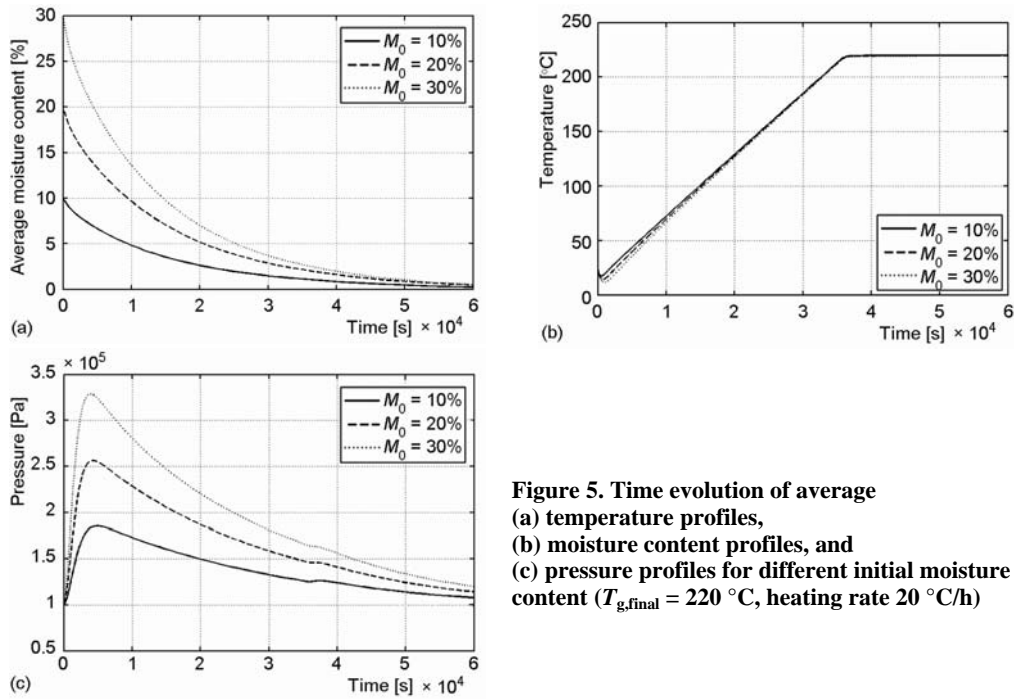 30
25
20
15
10
5
0
Average moisture content [%]
M0 = 10%
M0 = 20%
M0 = 30%
0 1 2 3 4 5 6
(a)
Time [s] × 10^4
250
200
150
100
50
0
Temperature [°C]
M0 = 10%
M0 = 20%
M0 = 30%
0 1 2 3 4 5 6
(b)
Time [s] × 10^4
× 10^5
3.5
3
2.5
2
1.5
1
0.5
Pressure [Pa]
M0 = 10%
M0 = 20%
M0 = 30%
0 1 2 3 4 5 6
(c)
Time [s] × 10^4
Figure 5. Time evolution of average
(a) temperature profiles,
(b) moisture content profiles, and
(c) pressure profiles for different initial moisture
content (Tg,final = 220 °C, heating rate 20 °C/h)